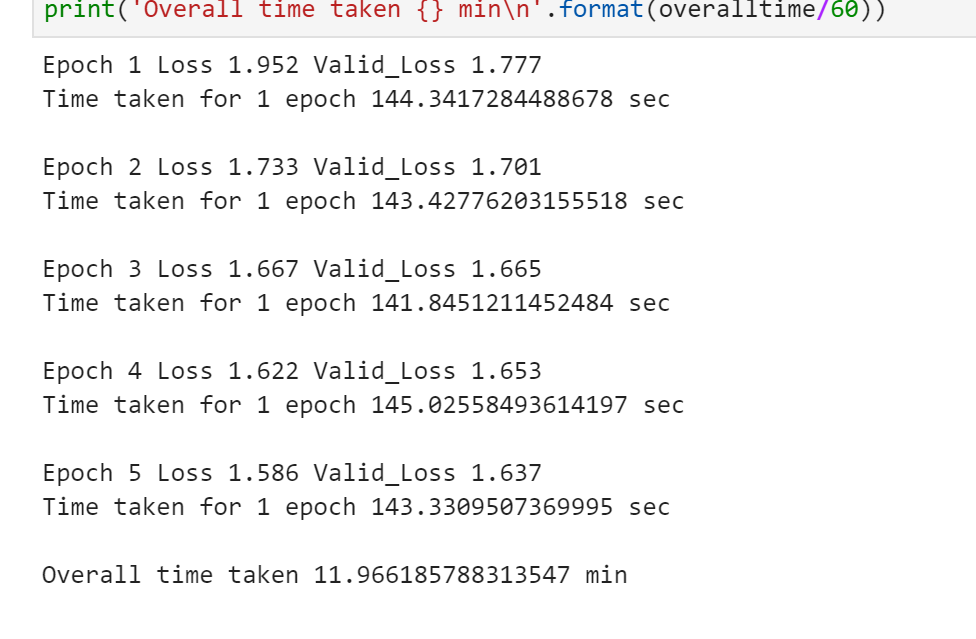 print('Overall time taken {} min\n'.format(overalltime/60))
Epoch 1 Loss 1.952 Valid_Loss 1.777
Time taken for 1 epoch 144.3417284488678 sec
Epoch 2 Loss 1.733 Valid_Loss 1.701
Time taken for 1 epoch 143.42776203155518 sec
Epoch 3 Loss 1.667 Valid_Loss 1.665
Time taken for 1 epoch 141.8451211452484 sec
Epoch 4 Loss 1.622 Valid_Loss 1.653
Time taken for 1 epoch 145.02558493614197 sec
Epoch 5 Loss 1.586 Valid_Loss 1.637
Time taken for 1 epoch 143.3309507369995 sec
Overall time taken 11.966185788313547 min